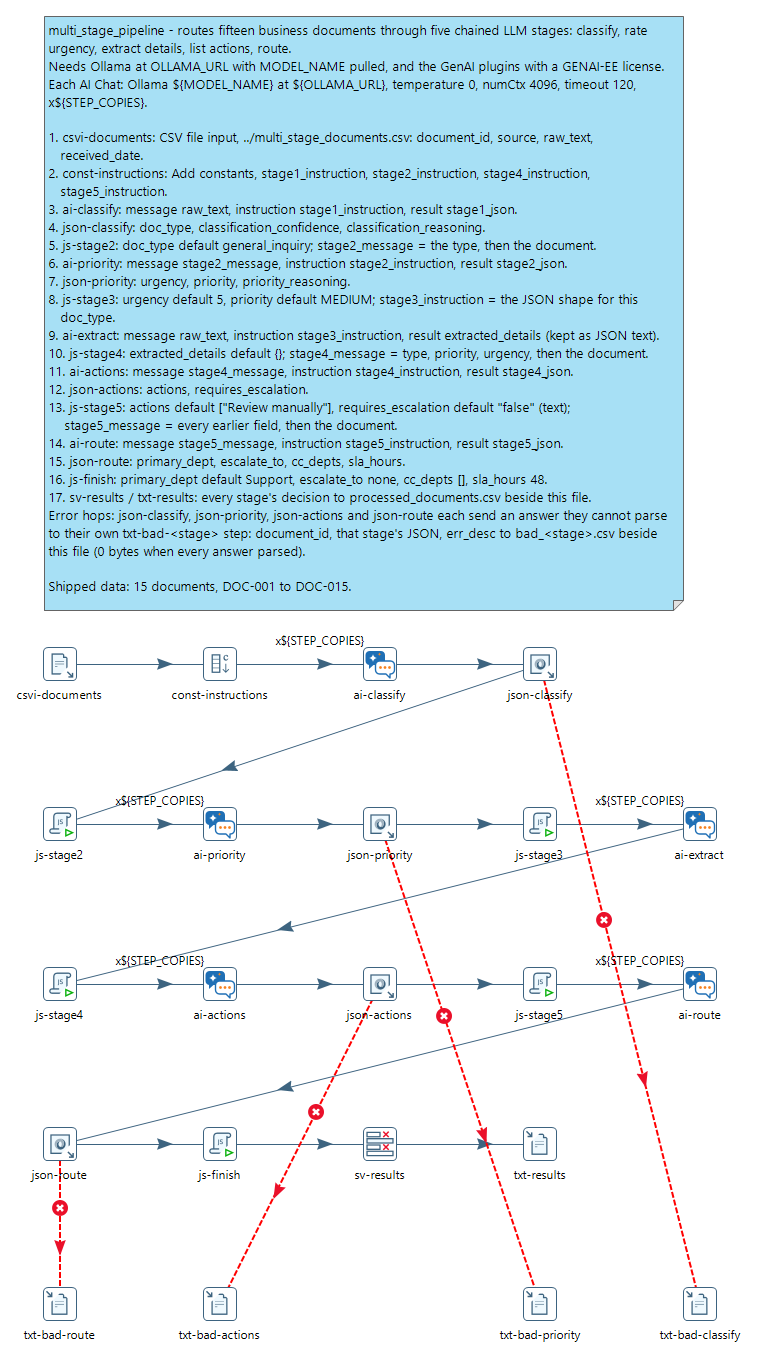 multi_stage_pipeline - routes fifteen business documents through five chained LLM stages: classify, rate
urgency, extract details, list actions, route.
Needs Ollama at OLLAMA_URL with MODEL_NAME pulled, and the GenAI plugins with a GENAI-EE license.
Each AI Chat: Ollama ${MODEL_NAME} at ${OLLAMA_URL}, temperature 0, numCtx 4096, timeout 120,
x${STEP_COPIES}.
1. csvi-documents: CSV file input, ../multi_stage_documents.csv: document_id, source, raw_text,
received_date.
2. const-instructions: Add constants, stage1_instruction, stage2_instruction, stage4_instruction,
stage5_instruction.
3. ai-classify: message raw_text, instruction stage1_instruction, result stage1_json.
4. json-classify: doc_type, classification_confidence, classification_reasoning.
5. js-stage2: doc_type default general_inquiry; stage2_message = the type, then the document.
6. ai-priority: message stage2_message, instruction stage2_instruction, result stage2_json.
7. json-priority: urgency, priority, priority_reasoning.
8. js-stage3: urgency default 5, priority default MEDIUM; stage3_instruction = the JSON shape for this
doc_type.
9. ai-extract: message raw_text, instruction stage3_instruction, result extracted_details (kept as JSON text).
10. js-stage4: extracted_details default {}; stage4_message = type, priority, urgency, then the document.
11. ai-actions: message stage4_message, instruction stage4_instruction, result stage4_json.
12. json-actions: actions, requires_escalation.
13. js-stage5: actions default ["Review manually"], requires_escalation default "false" (text);
stage5_message = every earlier field, then the document.
14. ai-route: message stage5_message, instruction stage5_instruction, result stage5_json.
15. json-route: primary_dept, escalate_to, cc_depts, sla_hours.
16. js-finish: primary_dept default Support, escalate_to none, cc_depts [], sla_hours 48.
17. sv-results / txt-results: every stage's decision to processed_documents.csv beside this file.
Error hops: json-classify, json-priority, json-actions and json-route each send an answer they cannot parse
to their own txt-bad-<stage> step: document_id, that stage's JSON, err_desc to bad_<stage>.csv beside
this file (0 bytes when every answer parsed).
Shipped data: 15 documents, DOC-001 to DOC-015.
x${STEP_COPIES}
csvi-documents
const-instructions
ai-classify
json-classify
x${STEP_COPIES}
x${STEP_COPIES}
js-stage2
ai-priority
json-priority
js-stage3
ai-extract
x${STEP_COPIES}
x${STEP_COPIES}
js-stage4
ai-actions
json-actions
js-stage5
ai-route
json-route
js-finish
sv-results
txt-results
txt-bad-route
txt-bad-actions
txt-bad-priority
txt-bad-classify